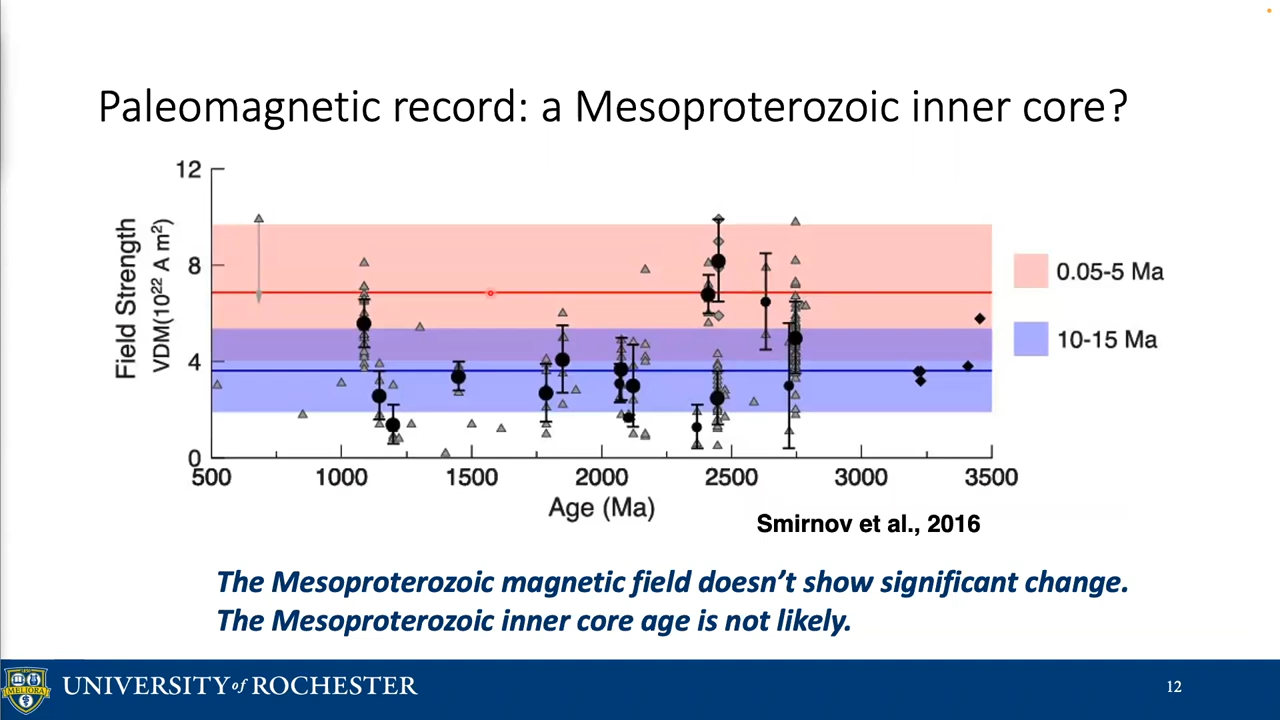 Paleomagnetic record: a Mesoproterozoic inner core?
12
8
4
0
Field Strength
VDM(10²² A m²)
500 1000 1500 2000 2500 3000 3500
Age (Ma)
0.05-5 Ma
10-15 Ma
Smirnov et al., 2016
The Mesoproterozoic magnetic field doesn’t show significant change.
The Mesoproterozoic inner core age is not likely.
MELIORA
UNIVERSITY of ROCHESTER
12